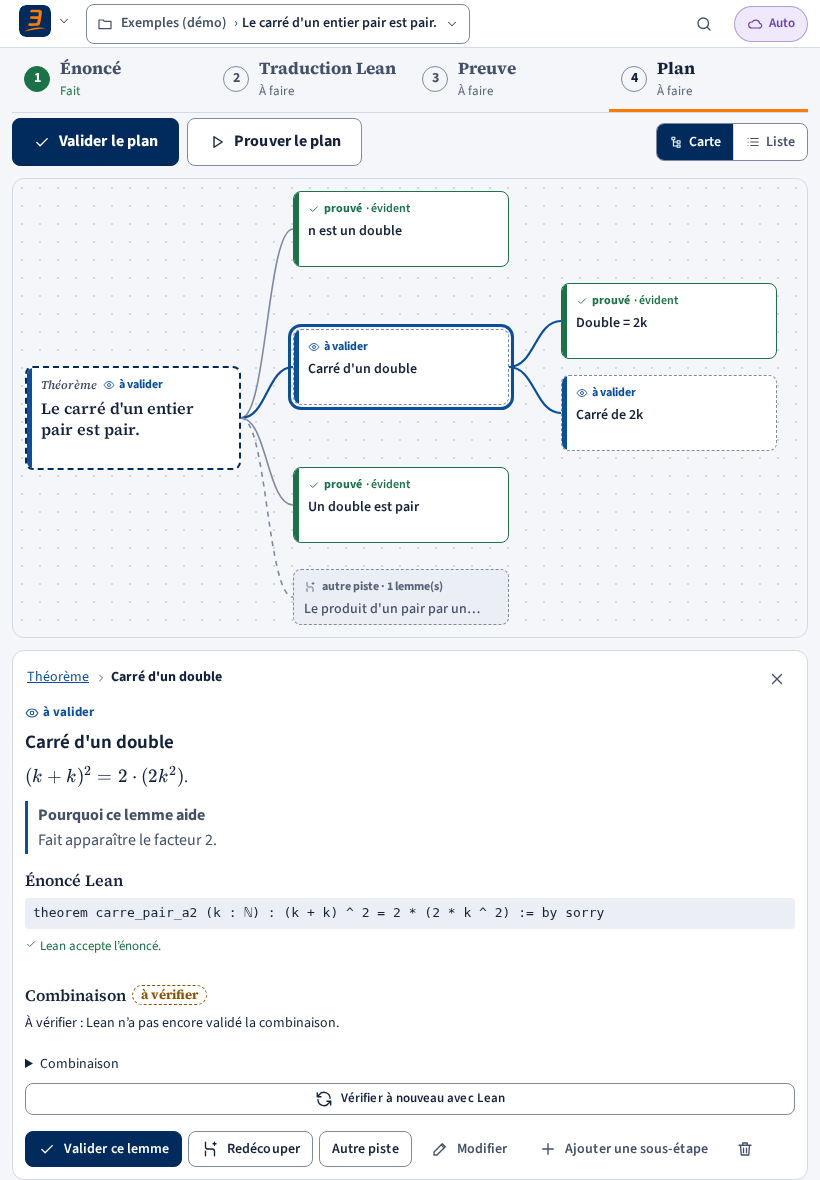 Exemples (démo) › Le carré d'un entier pair est pair.
Auto
1 Énoncé
Fait
2 Traduction Lean
À faire
3 Preuve
À faire
4 Plan
À faire
Valider le plan
Prouver le plan
Carte
Liste
prouvé · évident
n est un double
prouvé · évident
Double = 2k
à valider
Carré d'un double
Théorème à valider
Le carré d'un entier
pair est pair.
à valider
Carré de 2k
prouvé · évident
Un double est pair
autre piste · 1 lemme(s)
Le produit d'un pair par un…
Théorème › Carré d'un double
à valider
Carré d'un double
(k + k)² = 2 · (2k²).
Pourquoi ce lemme aide
Fait apparaître le facteur 2.
Énoncé Lean
theorem carre_pair_a2 (k : ℕ) : (k + k) ^ 2 = 2 * (2 * k ^ 2) := by sorry
Lean accepte l’énoncé.
Combinaison à vérifier
À vérifier : Lean n’a pas encore validé la combinaison.
Combinaison
Vérifier à nouveau avec Lean
Valider ce lemme
Redécouper
Autre piste
Modifier
Ajouter une sous-étape